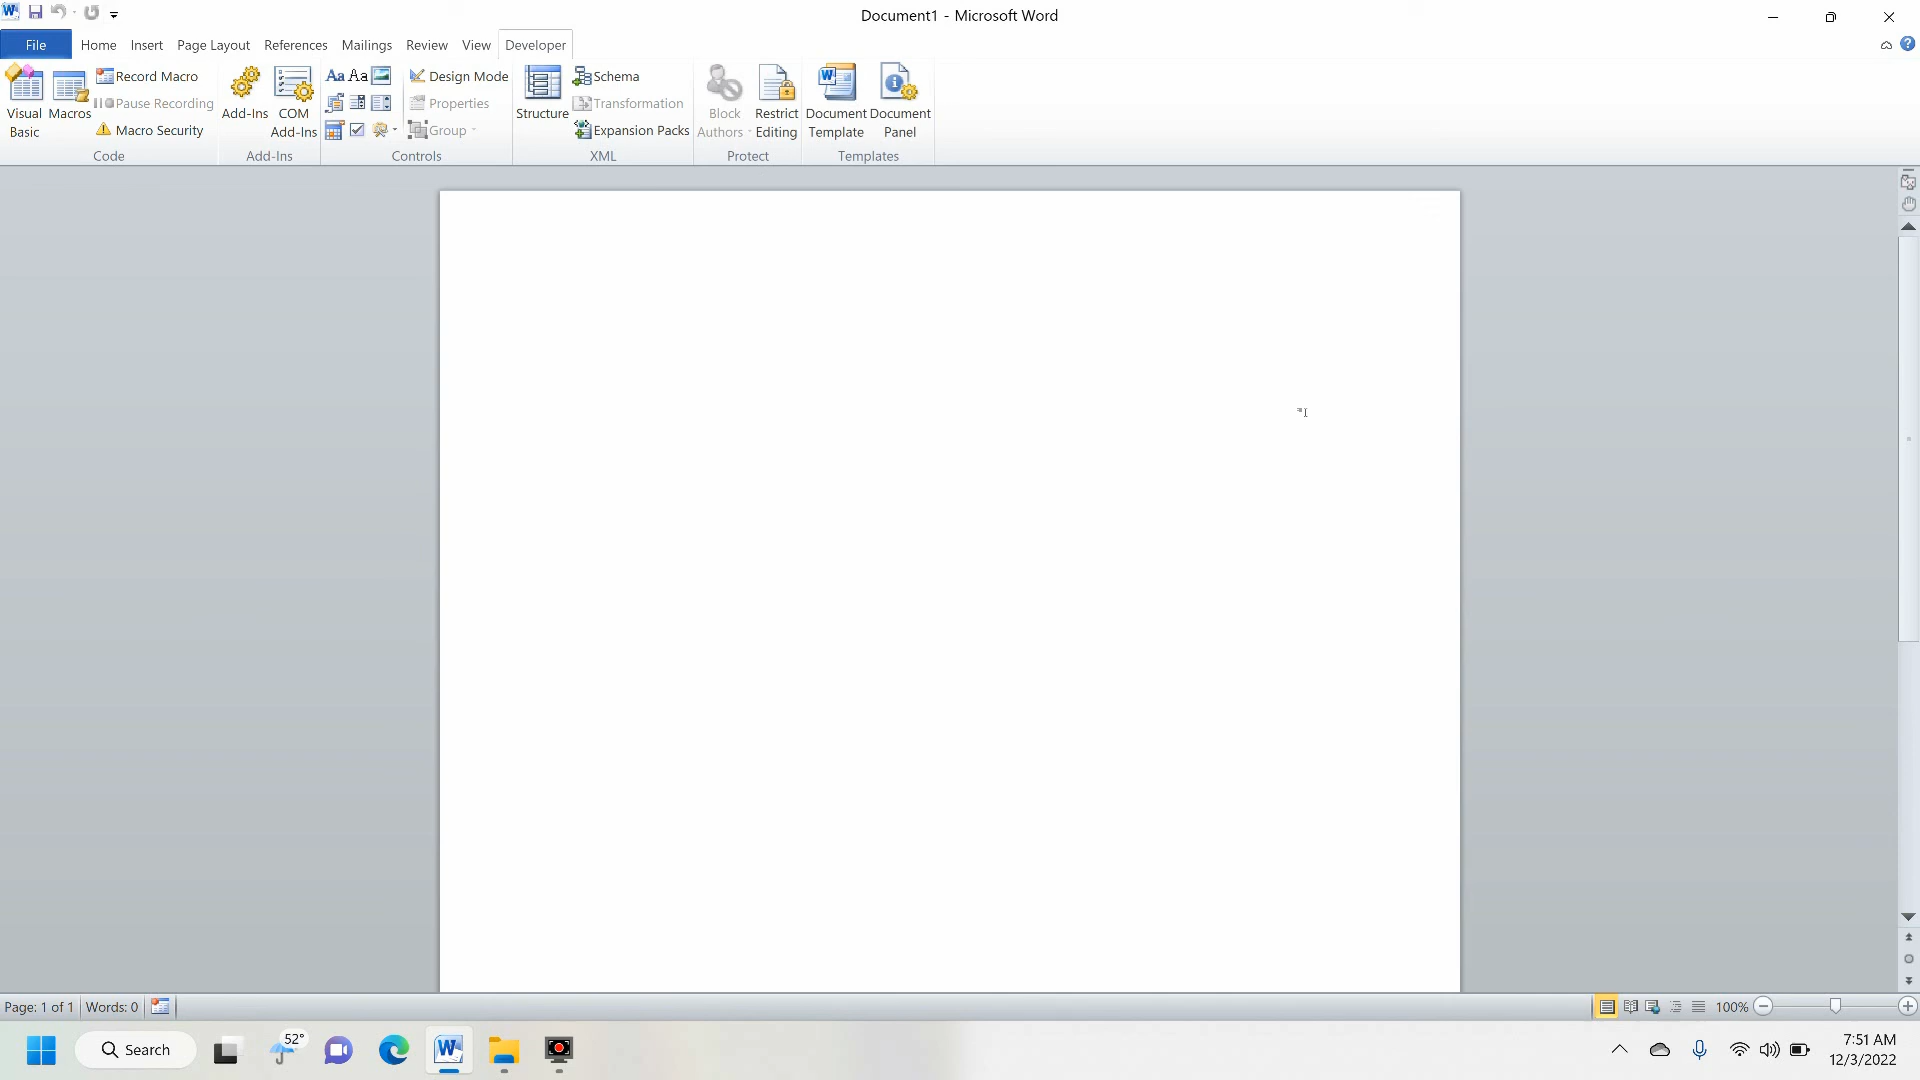 Document1 - Microsoft Word
File Home Insert Page Layout References Mailings Review View Developer
Visual Basic
Macros
Record Macro
Pause Recording
Macro Security
Code
Add-Ins
COM Add-Ins
Add-Ins
Aa Aa
Design Mode
Properties
Group
Controls
Structure
Schema
Transformation
Expansion Packs
XML
Block Authors
Restrict Editing
Protect
Document Template
Document Panel
Templates
Page: 1 of 1 Words: 0
100%
Search
52°
7:51 AM
12/3/2022